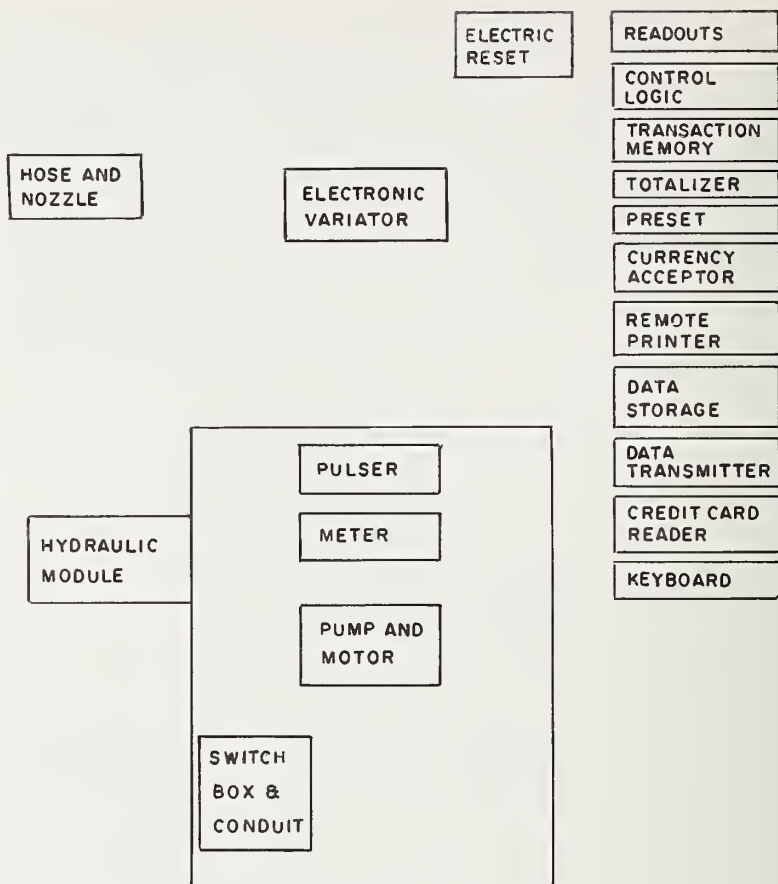 ELECTRIC
RESET
READOUTS
CONTROL
LOGIC
TRANSACTION
MEMORY
HOSE AND
NOZZLE
ELECTRONIC
VARIATOR
TOTALIZER
PRESET
CURRENCY
ACCEPTOR
REMOTE
PRINTER
DATA
STORAGE
DATA
TRANSMITTER
CREDIT CARD
READER
KEYBOARD
PULSER
METER
HYDRAULIC
MODULE
PUMP AND
MOTOR
SWITCH
BOX &
CONDUIT